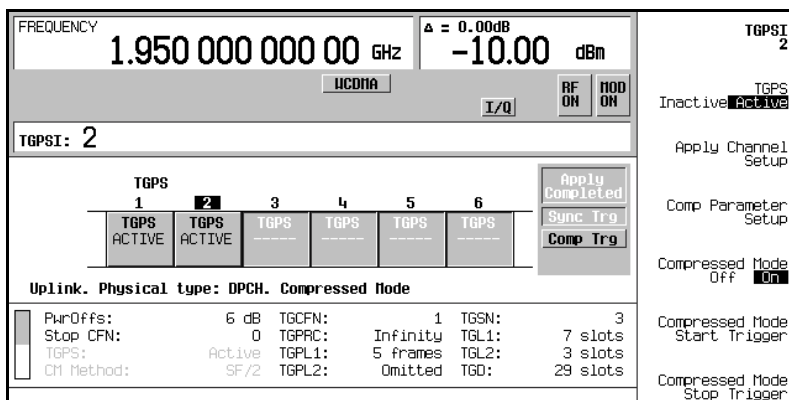 FREQUENCY
1.950 000 000 00 GHz
Δ = 0.00dB
-10.00 dBm
WCDMA
I/Q
RF ON
MOD ON
TGPSI: 2
TGPS
1 2 3 4 5 6
TGPS TGPS TGPS TGPS TGPS TGPS
ACTIVE ACTIVE ----- ----- ----- -----
Apply Completed
Sync Trg
Comp Trg
Uplink. Physical type: DPCH. Compressed Mode
PwrOffs: 6 dB TGCFN: 1 TGSN: 3
Stop CFN: 0 TGPRC: Infinity TGL1: 7 slots
TGPS: Active TGPL1: 5 frames TGL2: 3 slots
CM Method: SF/2 TGPL2: Omitted TGD: 29 slots
TGPSI
2
TGPS
Inactive Active
Apply Channel
Setup
Comp Parameter
Setup
Compressed Mode
Off On
Compressed Mode
Start Trigger
Compressed Mode
Stop Trigger